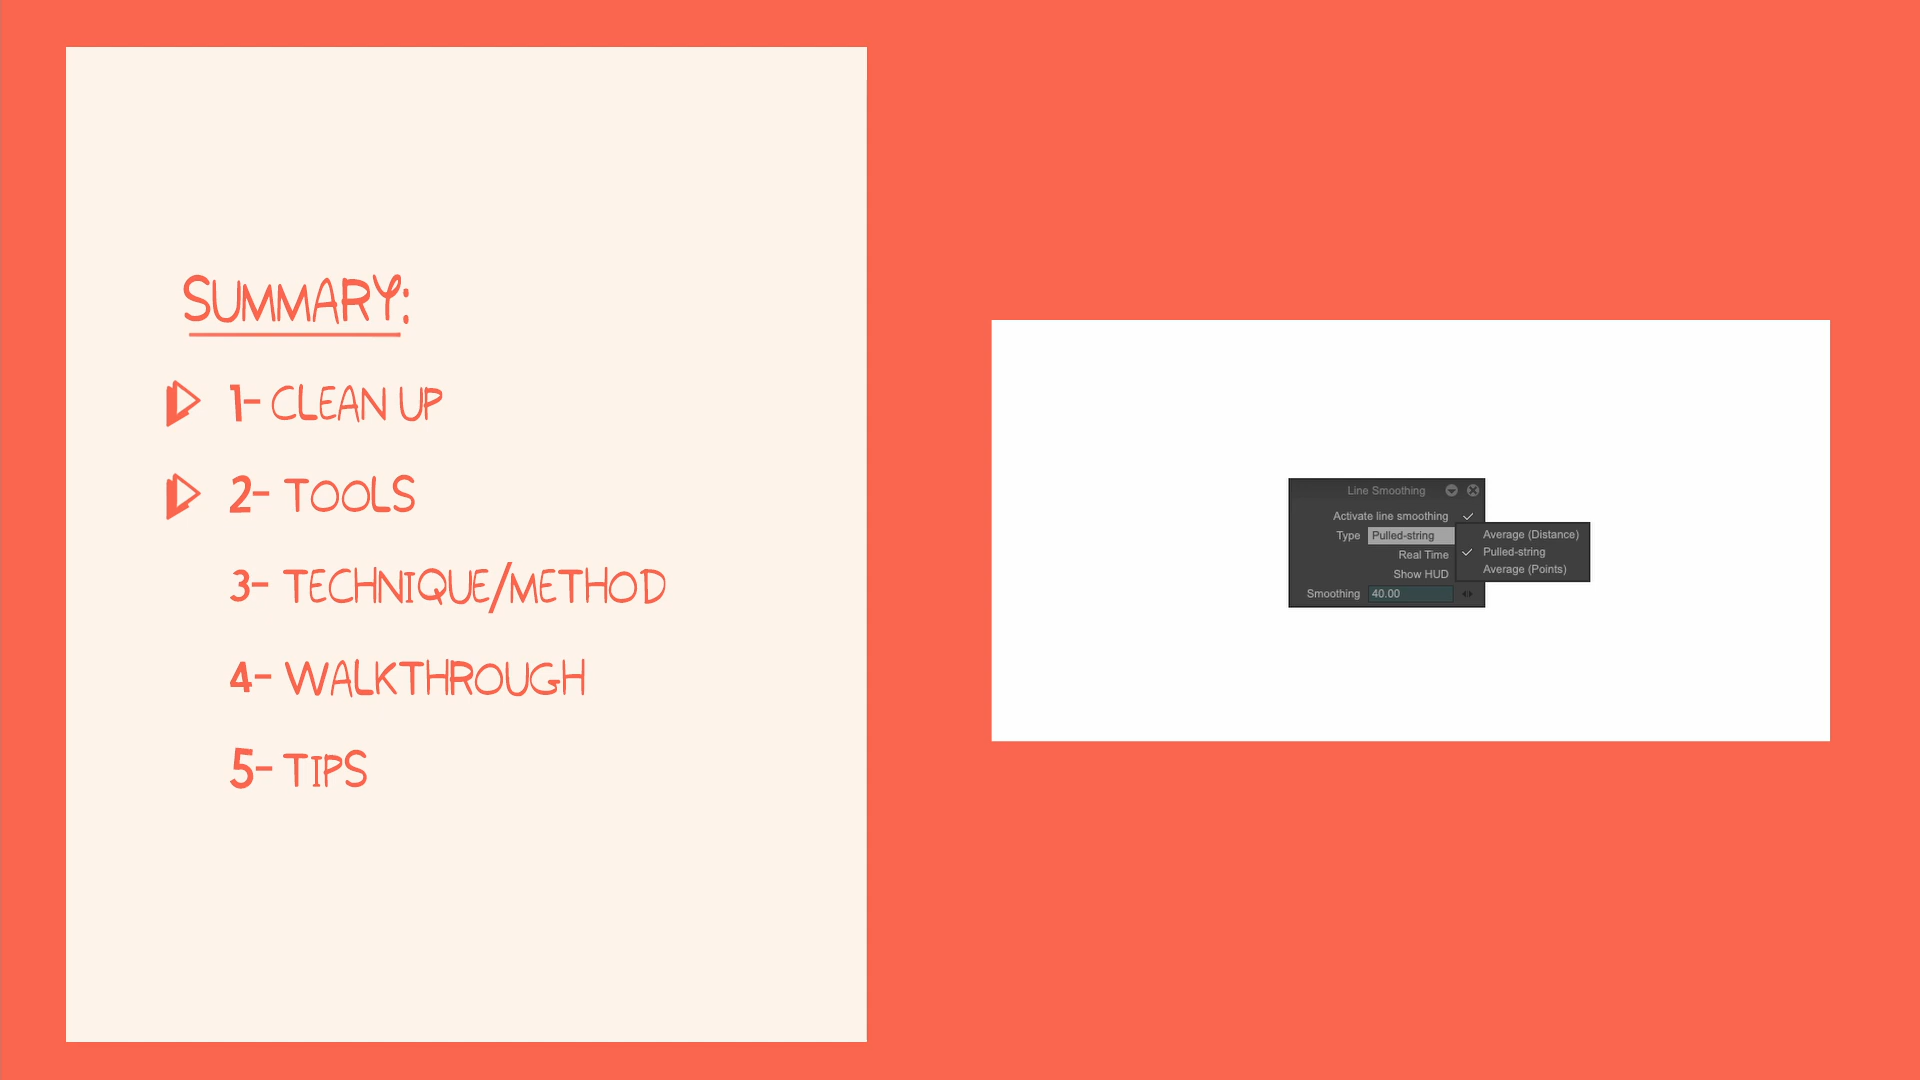 SUMMARY:
1- CLEAN UP
2- TOOLS
3- TECHNIQUE/METHOD
4- WALKTHROUGH
5- TIPS
Line Smoothing
Activate line smoothing
Type Pulled-string
Real Time
Show HUD
Smoothing 40.00
Average (Distance)
Pulled-string
Average (Points)